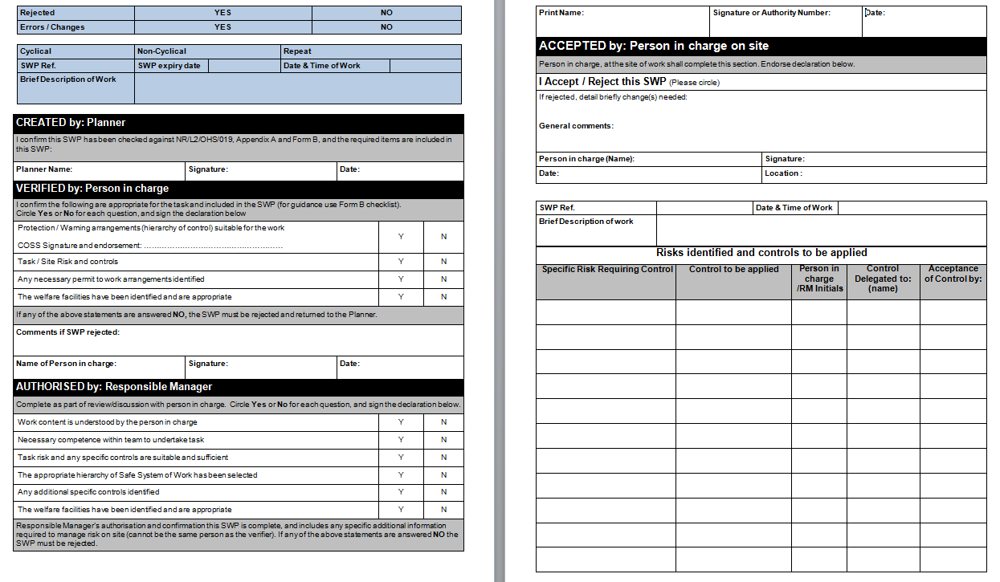 Rejected YES NO
Errors / Changes YES NO
Cyclical Non-Cyclical Repeat
SWP Ref. SWP expiry date Date & Time of Work
Brief Description of Work
CREATED by: Planner
I confirm this SWP has been checked against NR/L2/OHS/019, Appendix A and Form B, and the required items are included in
this SWP:
Planner Name: Signature: Date:
VERIFIED by: Person in charge
I confirm the following are appropriate for the task and included in the SWP (for guidance use Form B checklist).
Circle Yes or No for each question, and sign the declaration below
Protection / Warning arrangements (hierarchy of control) suitable for the work
COSS Signature and endorsement: ………………………………………………… Y N
Task / Site Risk and controls Y N
Any necessary permit to work arrangements identified Y N
The welfare facilities have been identified and are appropriate Y N
If any of the above statements are answered NO, the SWP must be rejected and returned to the Planner.
Comments if SWP rejected:
Name of Person in charge: Signature: Date:
AUTHORISED by: Responsible Manager
Complete as part of review/discussion with person in charge. Circle Yes or No for each question, and sign the declaration below.
Work content is understood by the person in charge Y N
Necessary competence within team to undertake task Y N
Task risk and any specific controls are suitable and sufficient Y N
The appropriate hierarchy of Safe System of Work has been selected Y N
Any additional specific controls identified Y N
The welfare facilities have been identified and are appropriate Y N
Responsible Manager's authorisation and confirmation this SWP is complete, and includes any specific additional information
required to manage risk on site (cannot be the same person as the verifier). If any of the above statements are answered NO the
SWP must be rejected.
Print Name: Signature or Authority Number: Date:
ACCEPTED by: Person in charge on site
Person in charge, at the site of work shall complete this section. Endorse declaration below.
I Accept / Reject this SWP (Please circle)
If rejected, detail briefly change(s) needed:
General comments:
Person in charge (Name): Signature:
Date: Location :
SWP Ref. Date & Time of Work
Brief Description of work
Risks identified and controls to be applied
Specific Risk Requiring Control Control to be applied Person in Control Acceptance
charge Delegated to: of Control by:
/RM Initials (name)